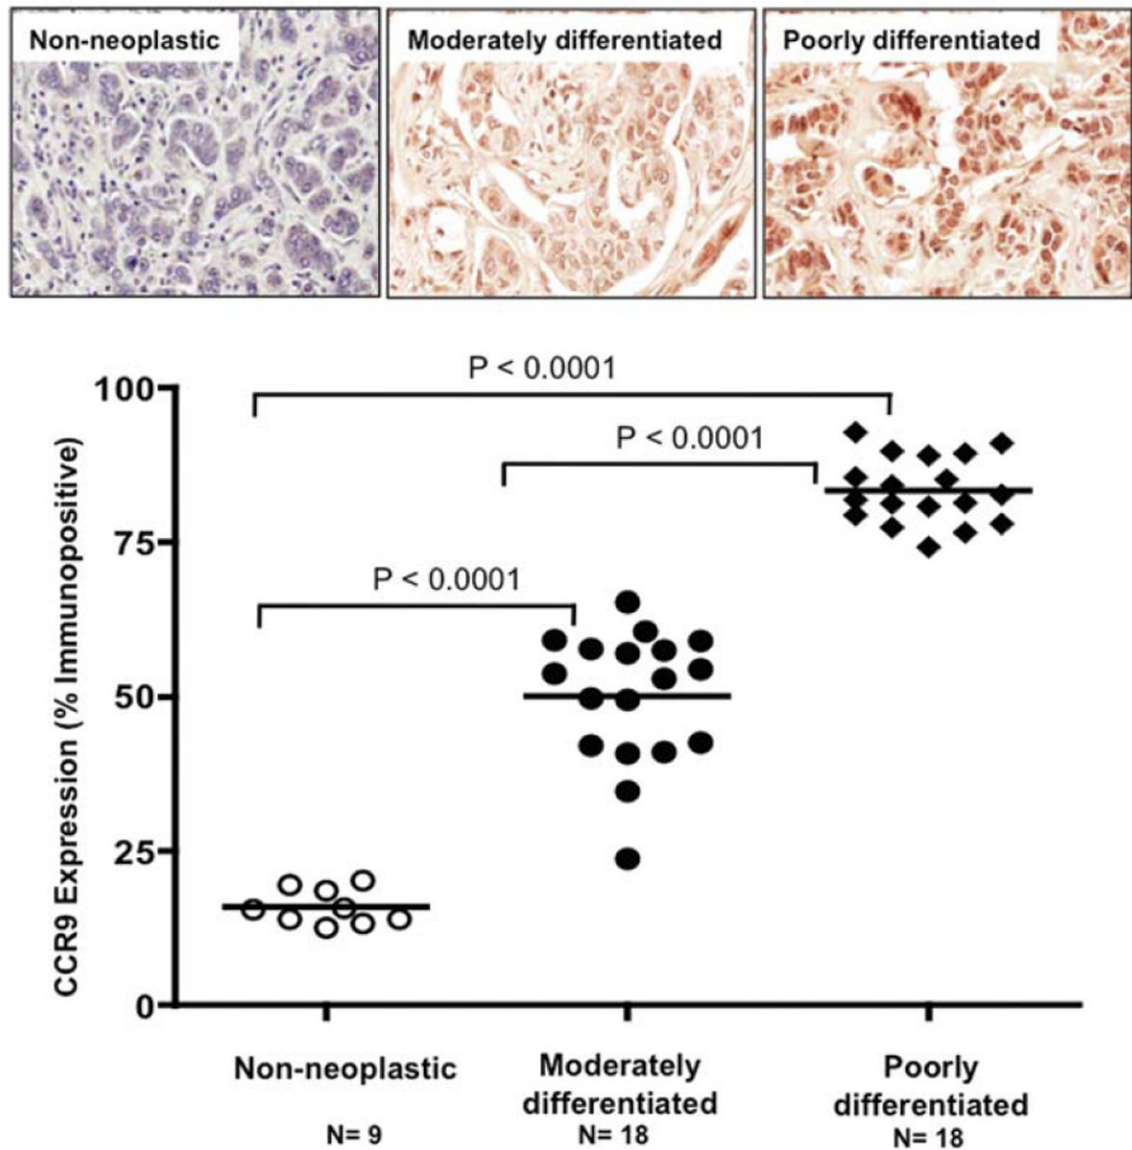 Non-neoplastic
Moderately differentiated
Poorly differentiated
P < 0.0001
P < 0.0001
P < 0.0001
CCR9 Expression (% Immunopositive)
100
75
50
25
0
Non-neoplastic
N= 9
Moderately
differentiated
N= 18
Poorly
differentiated
N= 18